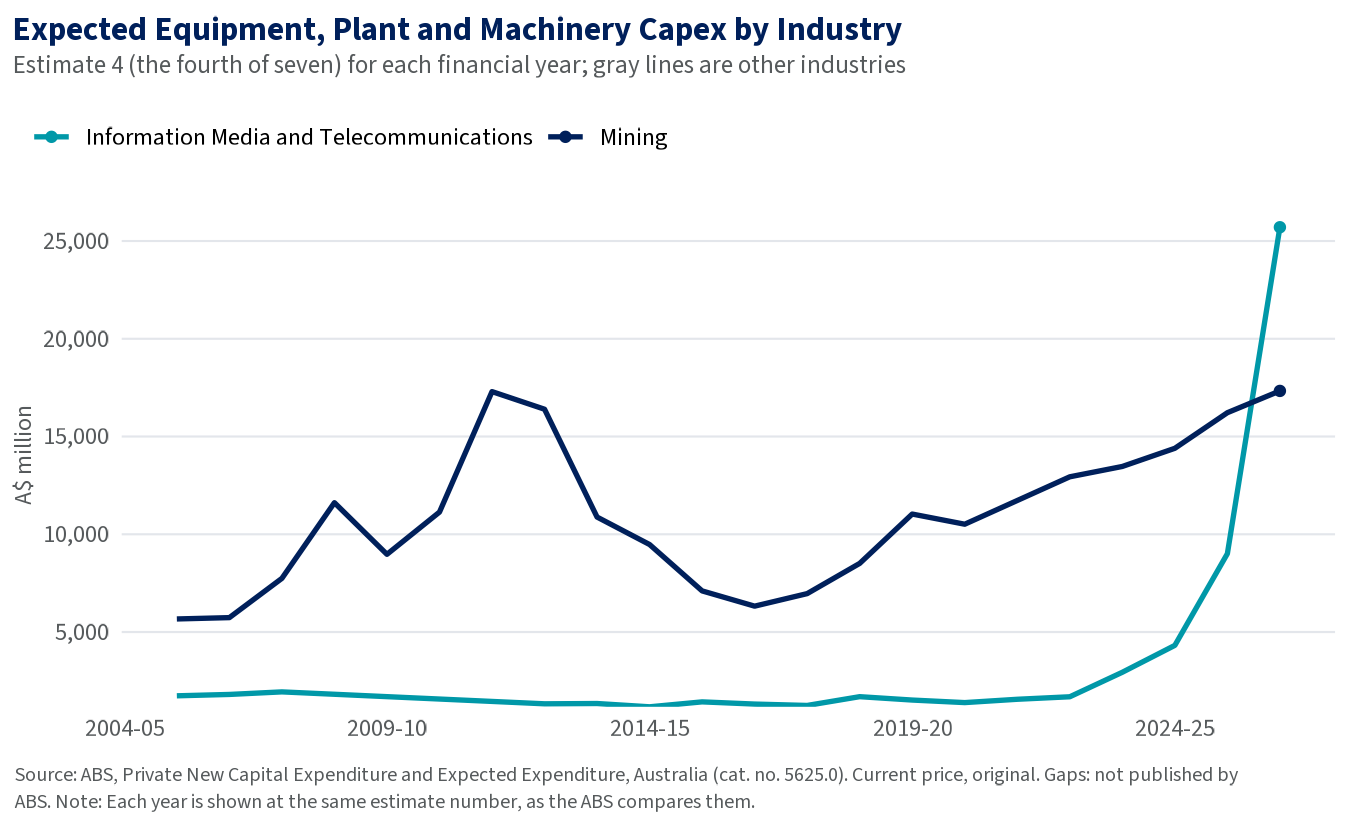 Expected Equipment, Plant and Machinery Capex by Industry
Estimate 4 (the fourth of seven) for each financial year; gray lines are other industries
Information Media and Telecommunications
Mining
25,000
20,000
15,000
10,000
5,000
A$ million
2004-05
2009-10
2014-15
2019-20
2024-25
Source: ABS, Private New Capital Expenditure and Expected Expenditure, Australia (cat. no. 5625.0). Current price, original. Gaps: not published by
ABS. Note: Each year is shown at the same estimate number, as the ABS compares them.